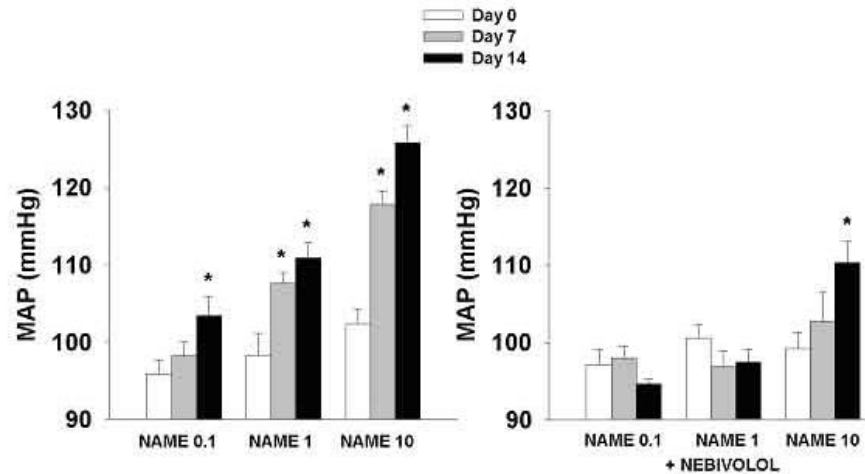 Day 0
Day 7
Day 14
MAP (mmHg)
130
120
110
100
90
*
*
*
*
*
NAME 0.1 NAME 1 NAME 10
MAP (mmHg)
130
120
110
100
90
*
NAME 0.1 NAME 1 NAME 10
+ NEBIVOLOL